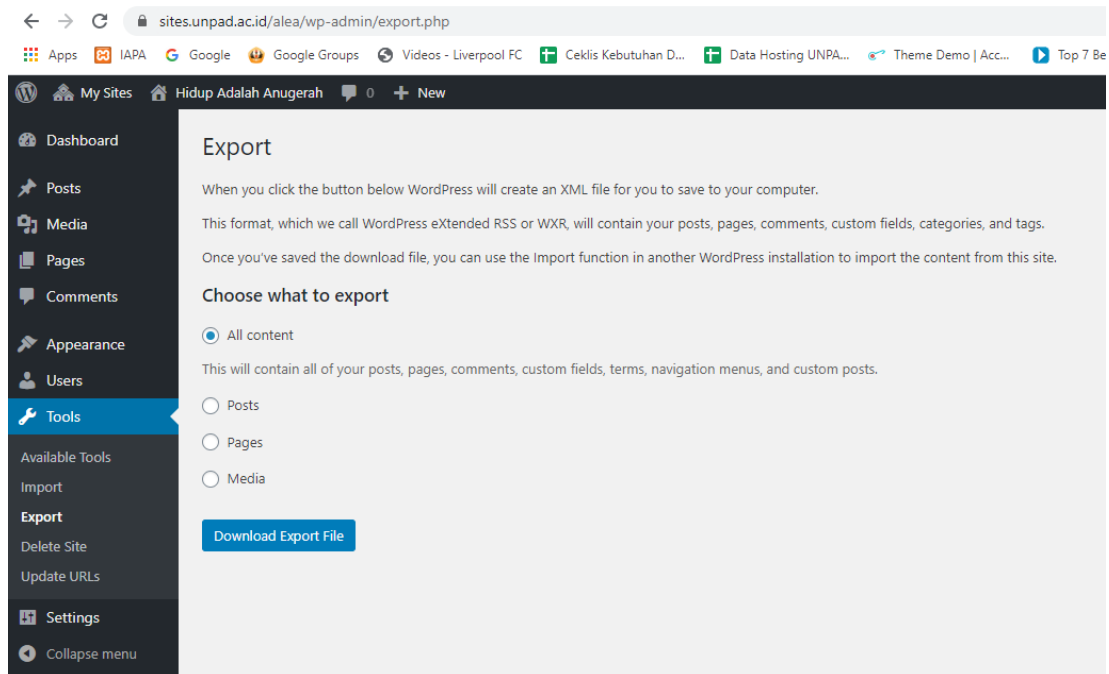 sites.unpad.ac.id/alea/wp-admin/export.php
Apps IAPA Google Google Groups Videos - Liverpool FC Ceklis Kebutuhan D... Data Hosting UNPA... Theme Demo | Acc... Top 7 Be
My Sites Hidup Adalah Anugerah 0 + New
Dashboard
Posts
Media
Pages
Comments
Appearance
Users
Tools
Available Tools
Import
Export
Delete Site
Update URLs
Settings
Collapse menu
Export
When you click the button below WordPress will create an XML file for you to save to your computer.
This format, which we call WordPress eXtended RSS or WXR, will contain your posts, pages, comments, custom fields, categories, and tags.
Once you've saved the download file, you can use the Import function in another WordPress installation to import the content from this site.
Choose what to export
All content
This will contain all of your posts, pages, comments, custom fields, terms, navigation menus, and custom posts.
Posts
Pages
Media
Download Export File